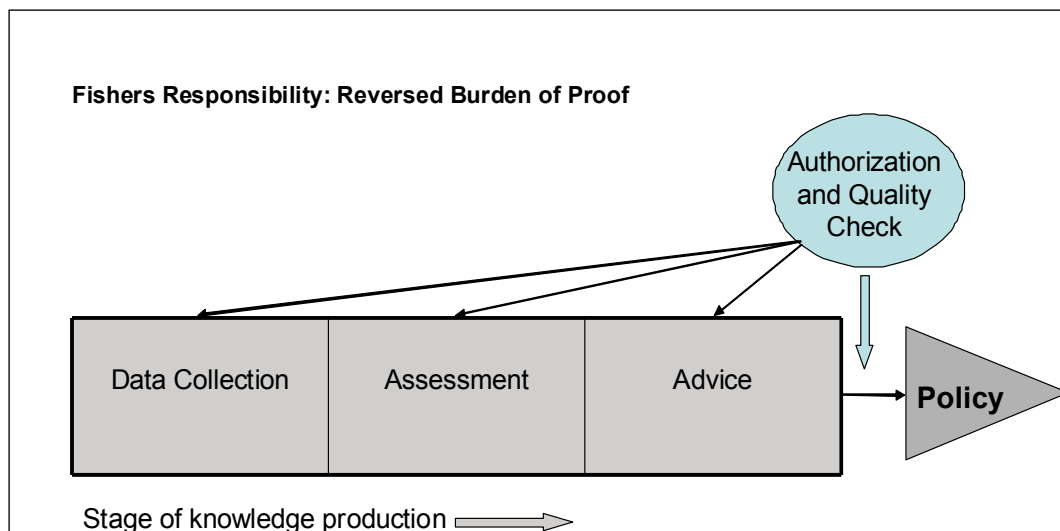 Fishers Responsibility: Reversed Burden of Proof
Authorization
and Quality
Check
Data Collection
Assessment
Advice
Policy
Stage of knowledge production